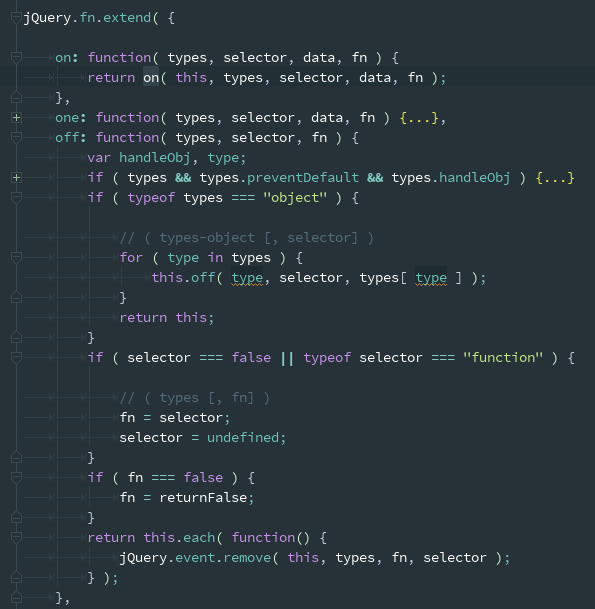 jQuery.fn.extend( {
on: function( types, selector, data, fn ) {
return on( this, types, selector, data, fn );
},
one: function( types, selector, data, fn ) {...},
off: function( types, selector, fn ) {
var handleObj, type;
if ( types && types.preventDefault && types.handleObj ) {...}
if ( typeof types === "object" ) {
// ( types-object [, selector] )
for ( type in types ) {
this.off( type, selector, types[ type ] );
}
return this;
}
if ( selector === false || typeof selector === "function" ) {
// ( types [, fn] )
fn = selector;
selector = undefined;
}
if ( fn === false ) {
fn = returnFalse;
}
return this.each( function() {
jQuery.event.remove( this, types, fn, selector );
} );
},